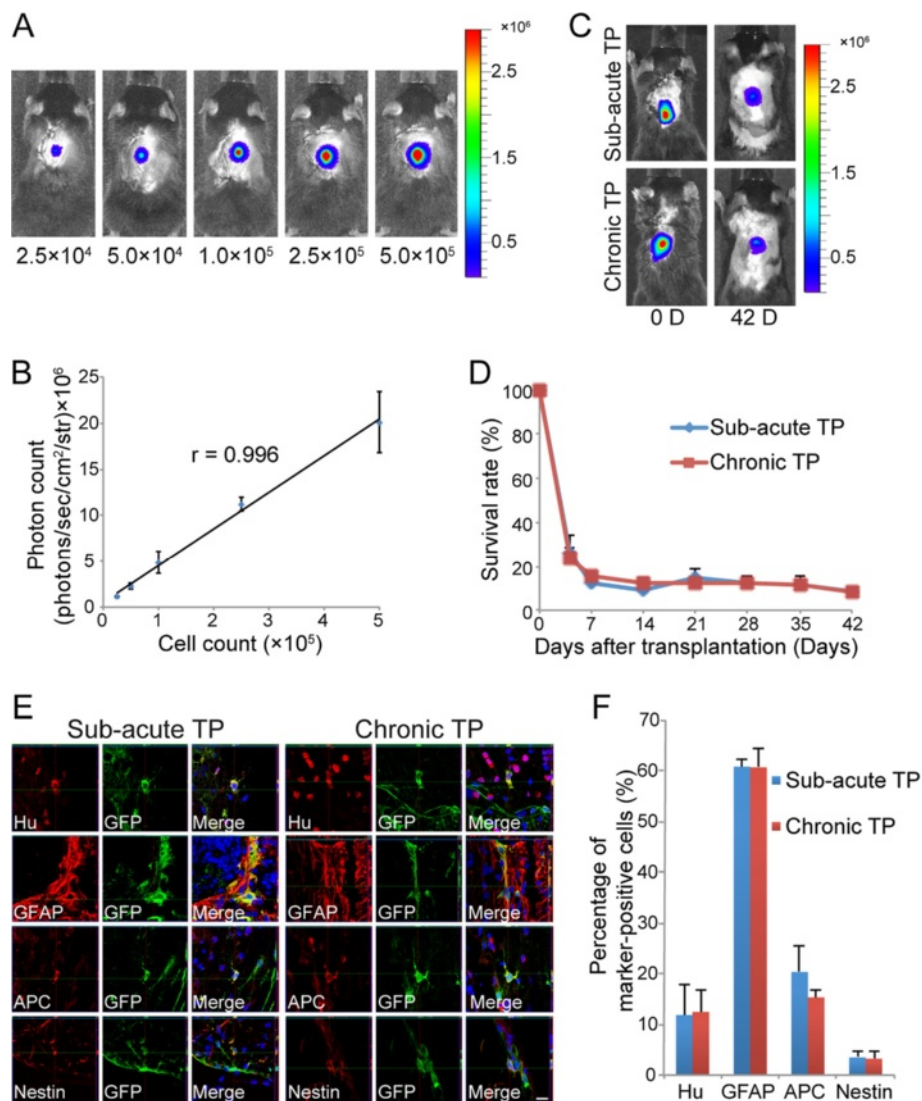 A
×10⁶
2.5
1.5
0.5
2.5×10⁴ 5.0×10⁴ 1.0×10⁵ 2.5×10⁵ 5.0×10⁵
C
×10⁶
Sub-acute TP
Chronic TP
2.5
2
1.5
1
0.5
0 D 42 D
B
Photon count
(photons/sec/cm²/str)×10⁶
25
20
15
10
5
0
r = 0.996
0 1 2 3 4 5
Cell count (×10⁵)
D
Survival rate (%)
100
80
60
40
20
0
Sub-acute TP
Chronic TP
0 7 14 21 28 35 42
Days after transplantation (Days)
E
Sub-acute TP Chronic TP
Hu GFP Merge Hu GFP Merge
GFAP GFP Merge GFAP GFP Merge
APC GFP Merge APC GFP Merge
Nestin GFP Merge Nestin GFP Merge
F
Percentage of
marker-positive cells (%)
70
60
50
40
30
20
10
0
Sub-acute TP
Chronic TP
Hu GFAP APC Nestin